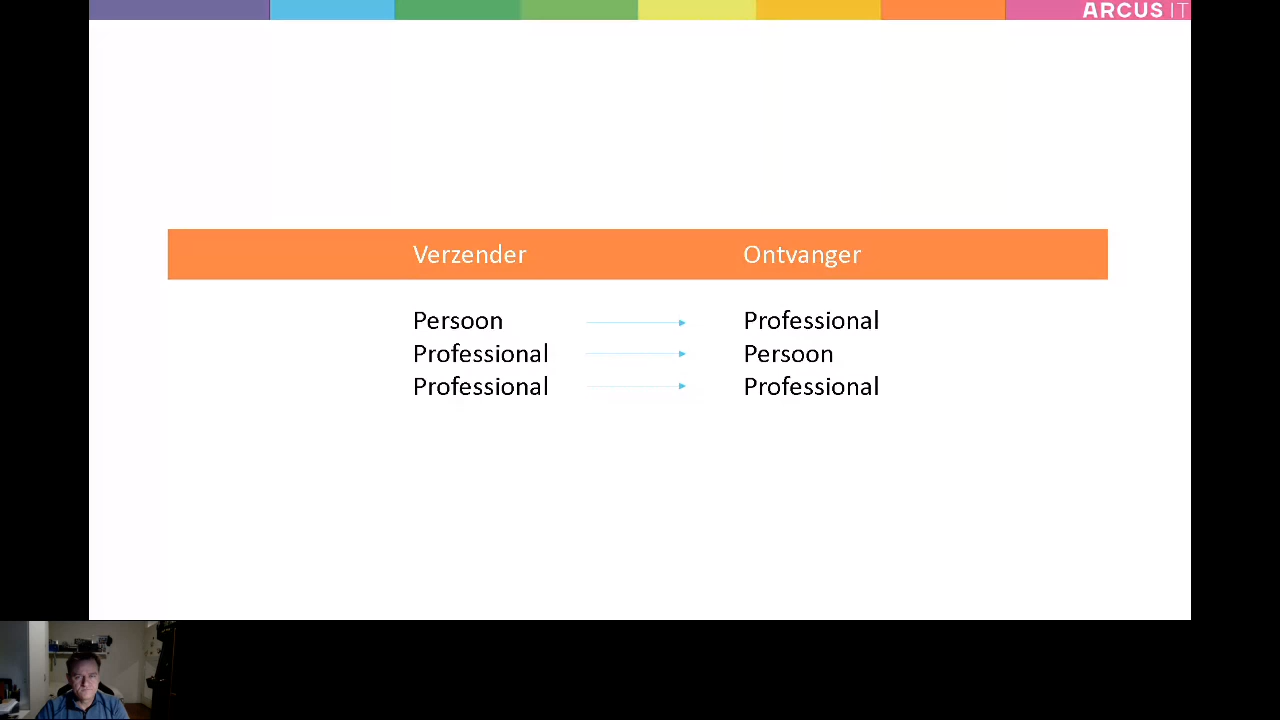 ARCUS IT
Verzender Ontvanger
Persoon Professional
Professional Persoon
Professional Professional